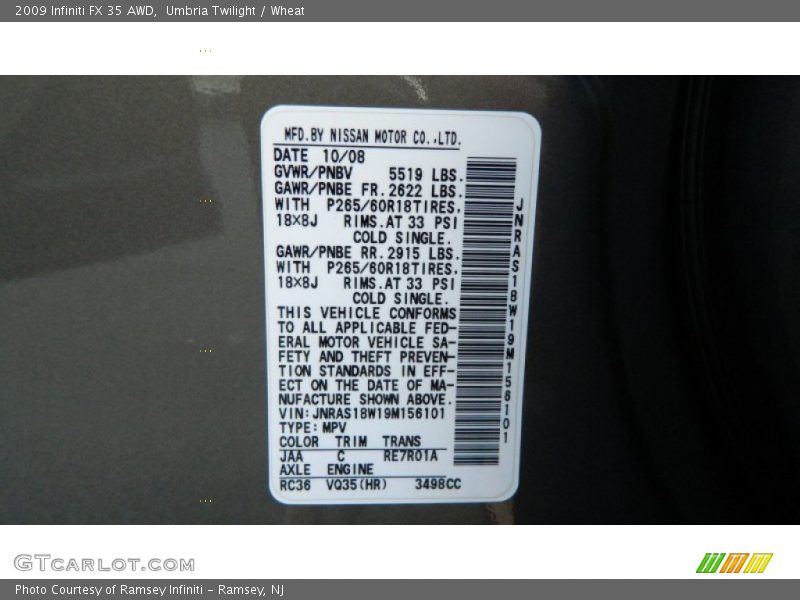 2009 Infiniti FX 35 AWD,  Umbria Twilight / Wheat
MFD.BY NISSAN MOTOR CO.,LTD.
DATE 10/08
GVWR/PNBV 5519 LBS.
GAWR/PNBE FR.2622 LBS.
WITH P265/60R18TIRES,
18X8J RIMS.AT 33 PSI
COLD SINGLE.
GAWR/PNBE RR.2915 LBS.
WITH P265/60R18TIRES,
18X8J RIMS.AT 33 PSI
COLD SINGLE.
THIS VEHICLE CONFORMS
TO ALL APPLICABLE FED-
ERAL MOTOR VEHICLE SA-
FETY AND THEFT PREVEN-
TION STANDARDS IN EFF-
ECT ON THE DATE OF MA-
NUFACTURE SHOWN ABOVE.
VIN:JNRAS18W19M156101
TYPE:MPV
COLOR TRIM TRANS
JAA C RE7R01A
AXLE ENGINE
RC36 VQ35(HR) 3498CC
JNRAS18W19M156101
GTcarlot.com
Photo Courtesy of Ramsey Infiniti - Ramsey, NJ